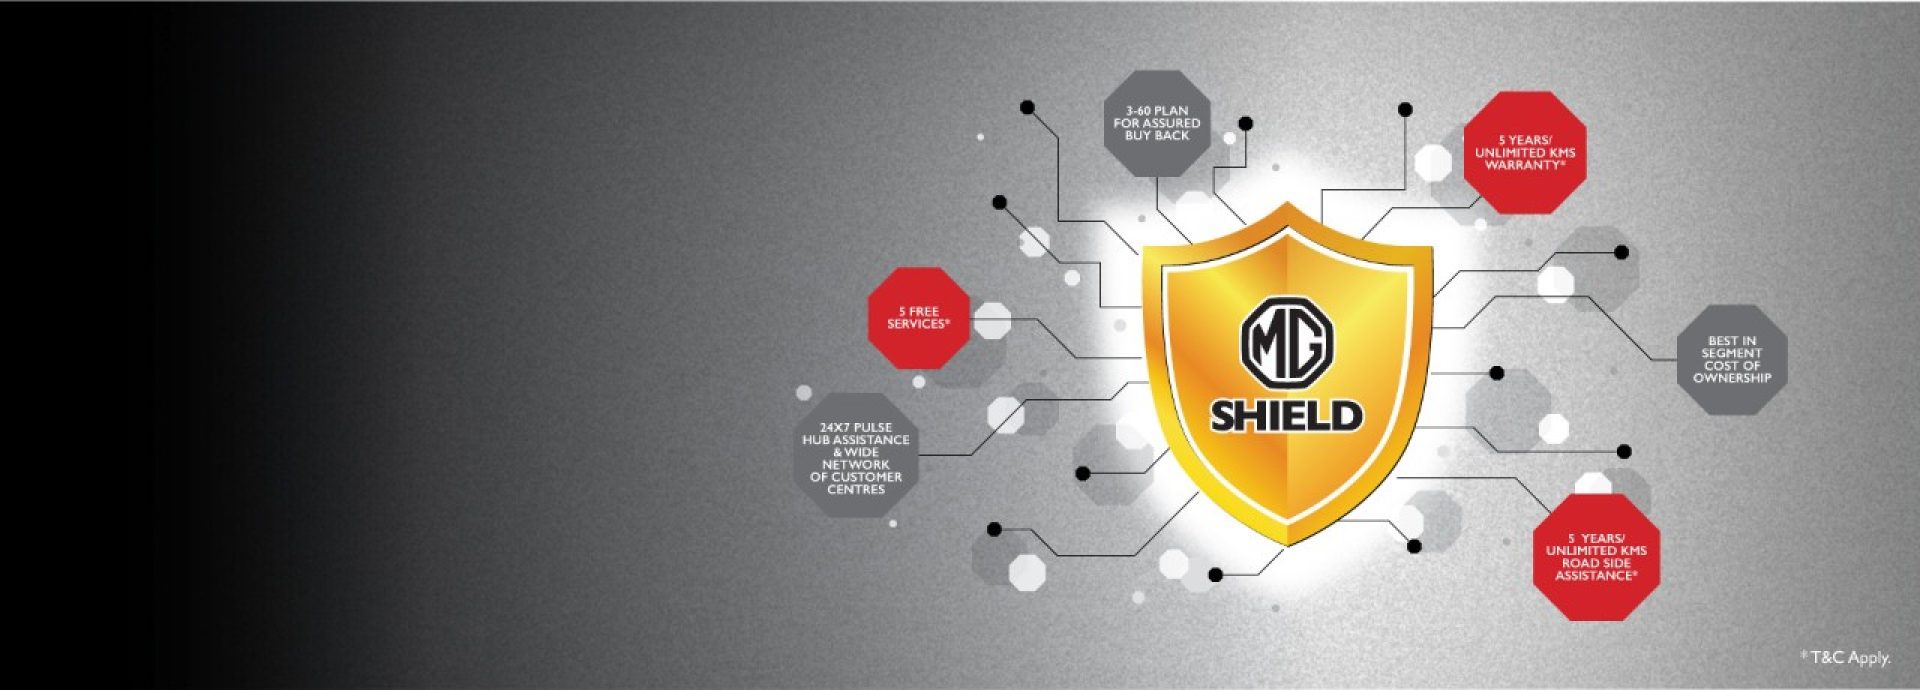 3-60 PLAN
FOR ASSURED
BUY BACK
5 YEARS/
UNLIMITED KMS
WARRANTY*
5 FREE
SERVICES*
MG
SHIELD
BEST IN
SEGMENT
COST OF
OWNERSHIP
24X7 PULSE
HUB ASSISTANCE
& WIDE
NETWORK
OF CUSTOMER
CENTRES
5 YEARS/
UNLIMITED KMS
ROAD SIDE
ASSISTANCE*
*T&C Apply.